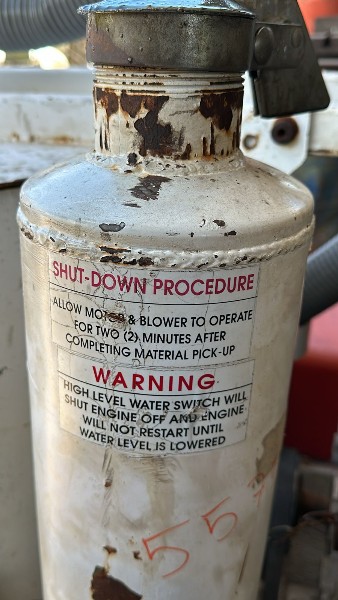 SHUT-DOWN PROCEDURE
ALLOW MOTOR & BLOWER TO OPERATE
FOR TWO (2) MINUTES AFTER
COMPLETING MATERIAL PICK-UP
WARNING
HIGH LEVEL WATER SWITCH WILL
SHUT ENGINE OFF AND ENGINE
WILL NOT RESTART UNTIL
WATER LEVEL IS LOWERED
55